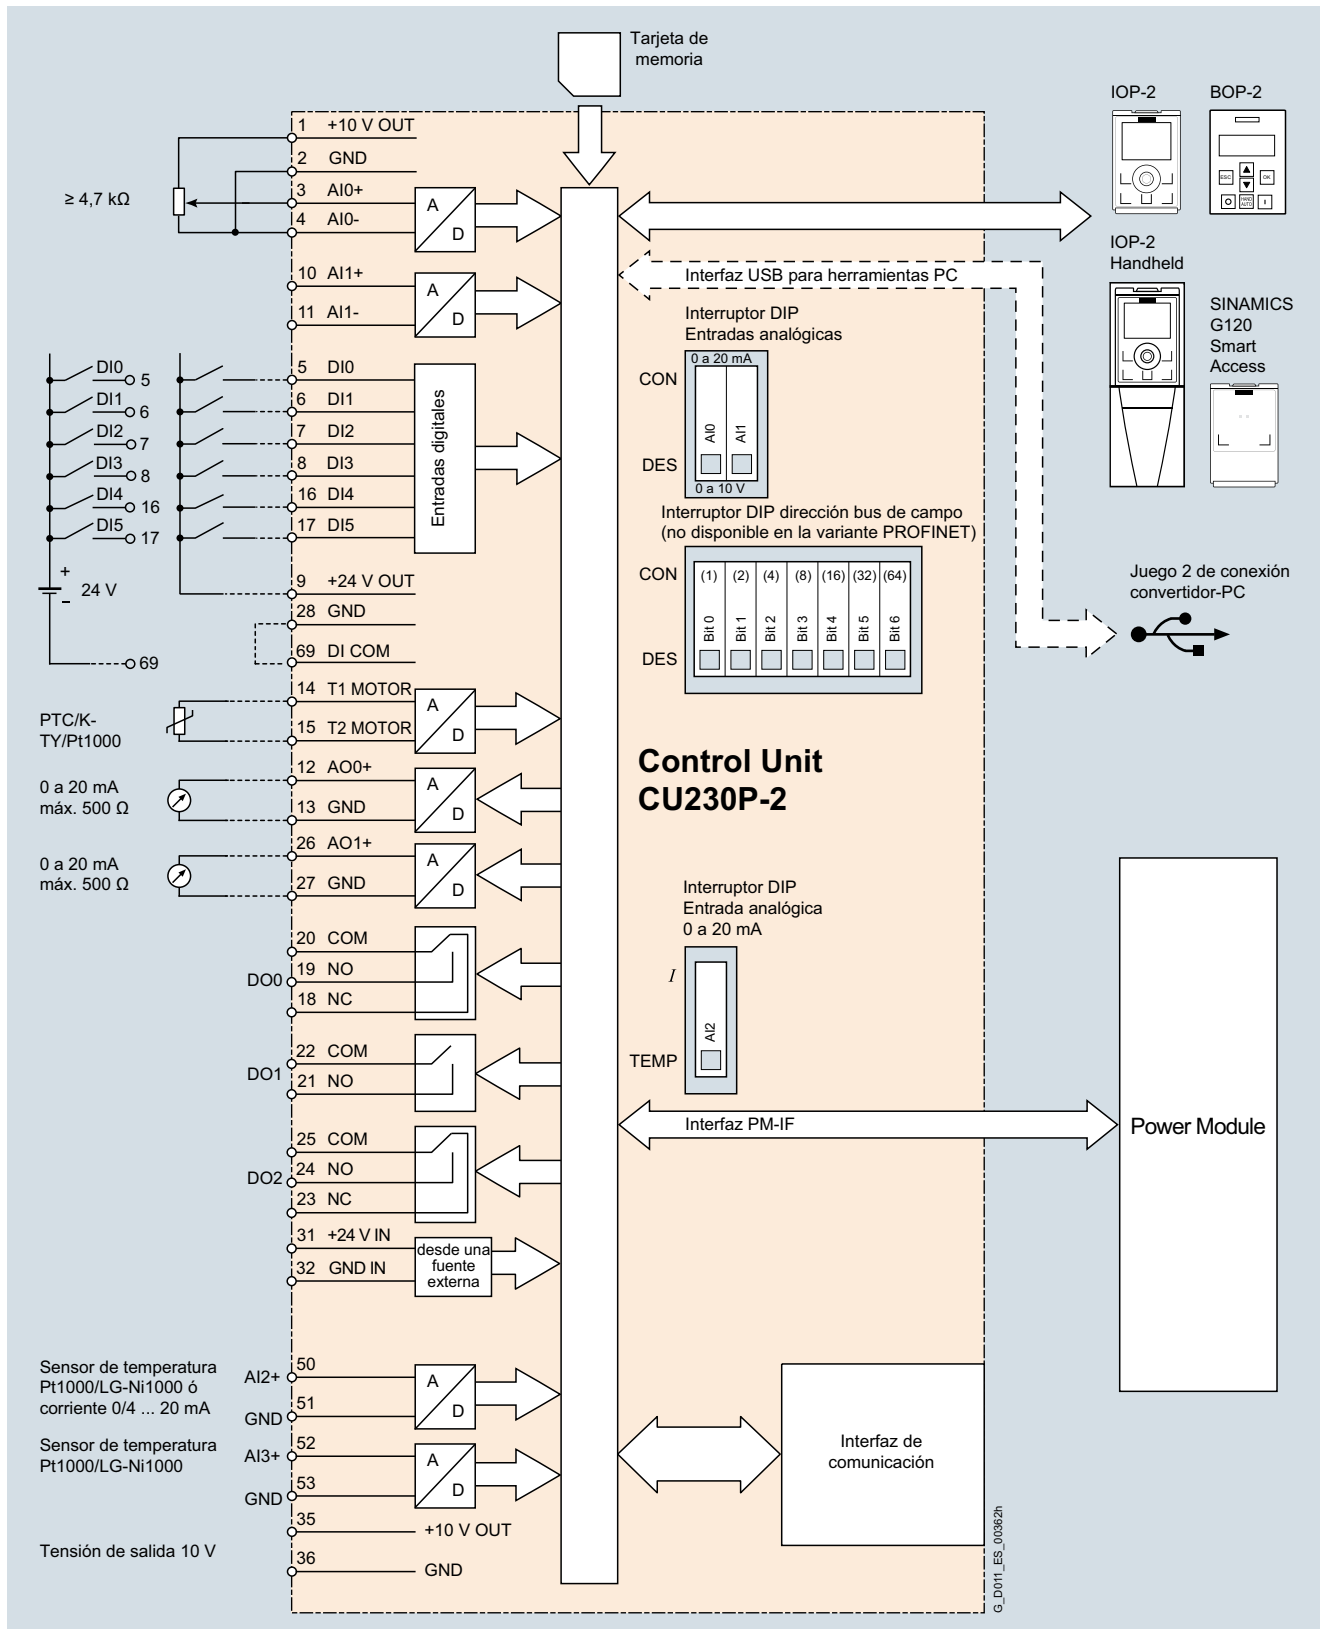 Tarjeta de
memoria
IOP-2
BOP-2
ESC
OK
HAND
AUTO
I
1 +10 V OUT
2 GND
3 AI0+
4 AI0-
≥ 4,7 kΩ
A
D
10 AI1+
11 AI1-
A
D
Interfaz USB para herramientas PC
IOP-2
Handheld
SINAMICS
G120
Smart
Access
Interruptor DIP
Entradas analógicas
0 a 20 mA
CON
AI0
AI1
DES
0 a 10 V
DI0
5
DI1
6
DI2
7
DI3
8
DI4
16
DI5
17
5 DI0
6 DI1
7 DI2
8 DI3
16 DI4
17 DI5
Entradas digitales
Interruptor DIP dirección bus de campo
(no disponible en la variante PROFINET)
CON
(1) (2) (4) (8) (16) (32) (64)
Bit 0 Bit 1 Bit 2 Bit 3 Bit 4 Bit 5 Bit 6
DES
+
24 V
–
69
9 +24 V OUT
28 GND
69 DI COM
Juego 2 de conexión
convertidor-PC
14 T1 MOTOR
15 T2 MOTOR
A
D
PTC/K-
TY/Pt1000
Control Unit
CU230P-2
0 a 20 mA
máx. 500 Ω
12 AO0+
13 GND
A
D
0 a 20 mA
máx. 500 Ω
26 AO1+
27 GND
A
D
Interruptor DIP
Entrada analógica
0 a 20 mA
I
AI2
TEMP
DO0
20 COM
19 NO
18 NC
DO1
22 COM
21 NO
Interfaz PM-IF
Power Module
DO2
25 COM
24 NO
23 NC
31 +24 V IN
32 GND IN
desde una
fuente
externa
Sensor de temperatura
Pt1000/LG-Ni1000 ó
corriente 0/4 ... 20 mA
AI2+
50
GND
51
A
D
Sensor de temperatura
Pt1000/LG-Ni1000
AI3+
52
GND
53
A
D
Interfaz de
comunicación
Tensión de salida 10 V
35
+10 V OUT
36
GND
G_D011_ES_00362h